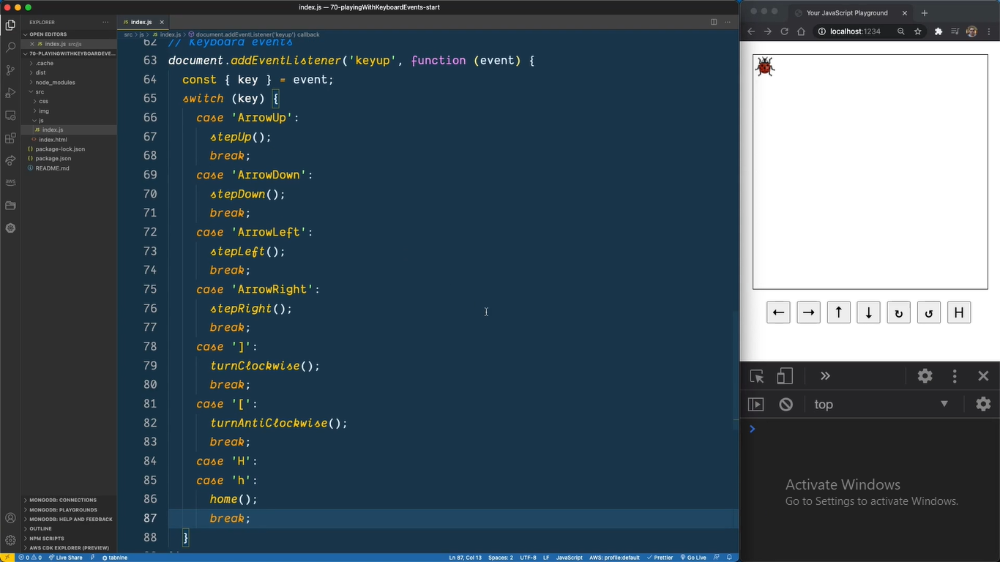 index.js — 70-playingWithKeyboardEvents-start
EXPLORER
OPEN EDITORS
index.js src/js
70-PLAYINGWITHKEYBOARDEVE...
.cache
dist
node_modules
src
css
img
js
JS index.js
index.html
package-lock.json
package.json
README.md
MONGODB: CONNECTIONS
MONGODB: PLAYGROUNDS
MONGODB: HELP AND FEEDBACK
OUTLINE
NPM SCRIPTS
AWS CDK EXPLORER (PREVIEW)
aws
JS index.js
src > js > JS index.js > document.addEventListener('keyup') callback
62 // Keyboard events
63 document.addEventListener('keyup', function (event) {
64 const { key } = event;
65 switch (key) {
66 case 'ArrowUp':
67 stepUp();
68 break;
69 case 'ArrowDown':
70 stepDown();
71 break;
72 case 'ArrowLeft':
73 stepLeft();
74 break;
75 case 'ArrowRight':
76 stepRight();
77 break;
78 case ']':
79 turnClockwise();
80 break;
81 case '[':
82 turnAntiClockwise();
83 break;
84 case 'H':
85 case 'h':
86 home();
87 break;
88 }
0 0 Live Share tabnine Ln 87, Col 13 Spaces: 2 UTF-8 LF JavaScript AWS: profile:default Prettier Go Live
Your JavaScript Playground
localhost:1234
← → ↑ ↓ ↻ ↺ H
top
Activate Windows
Go to Settings to activate Windows.